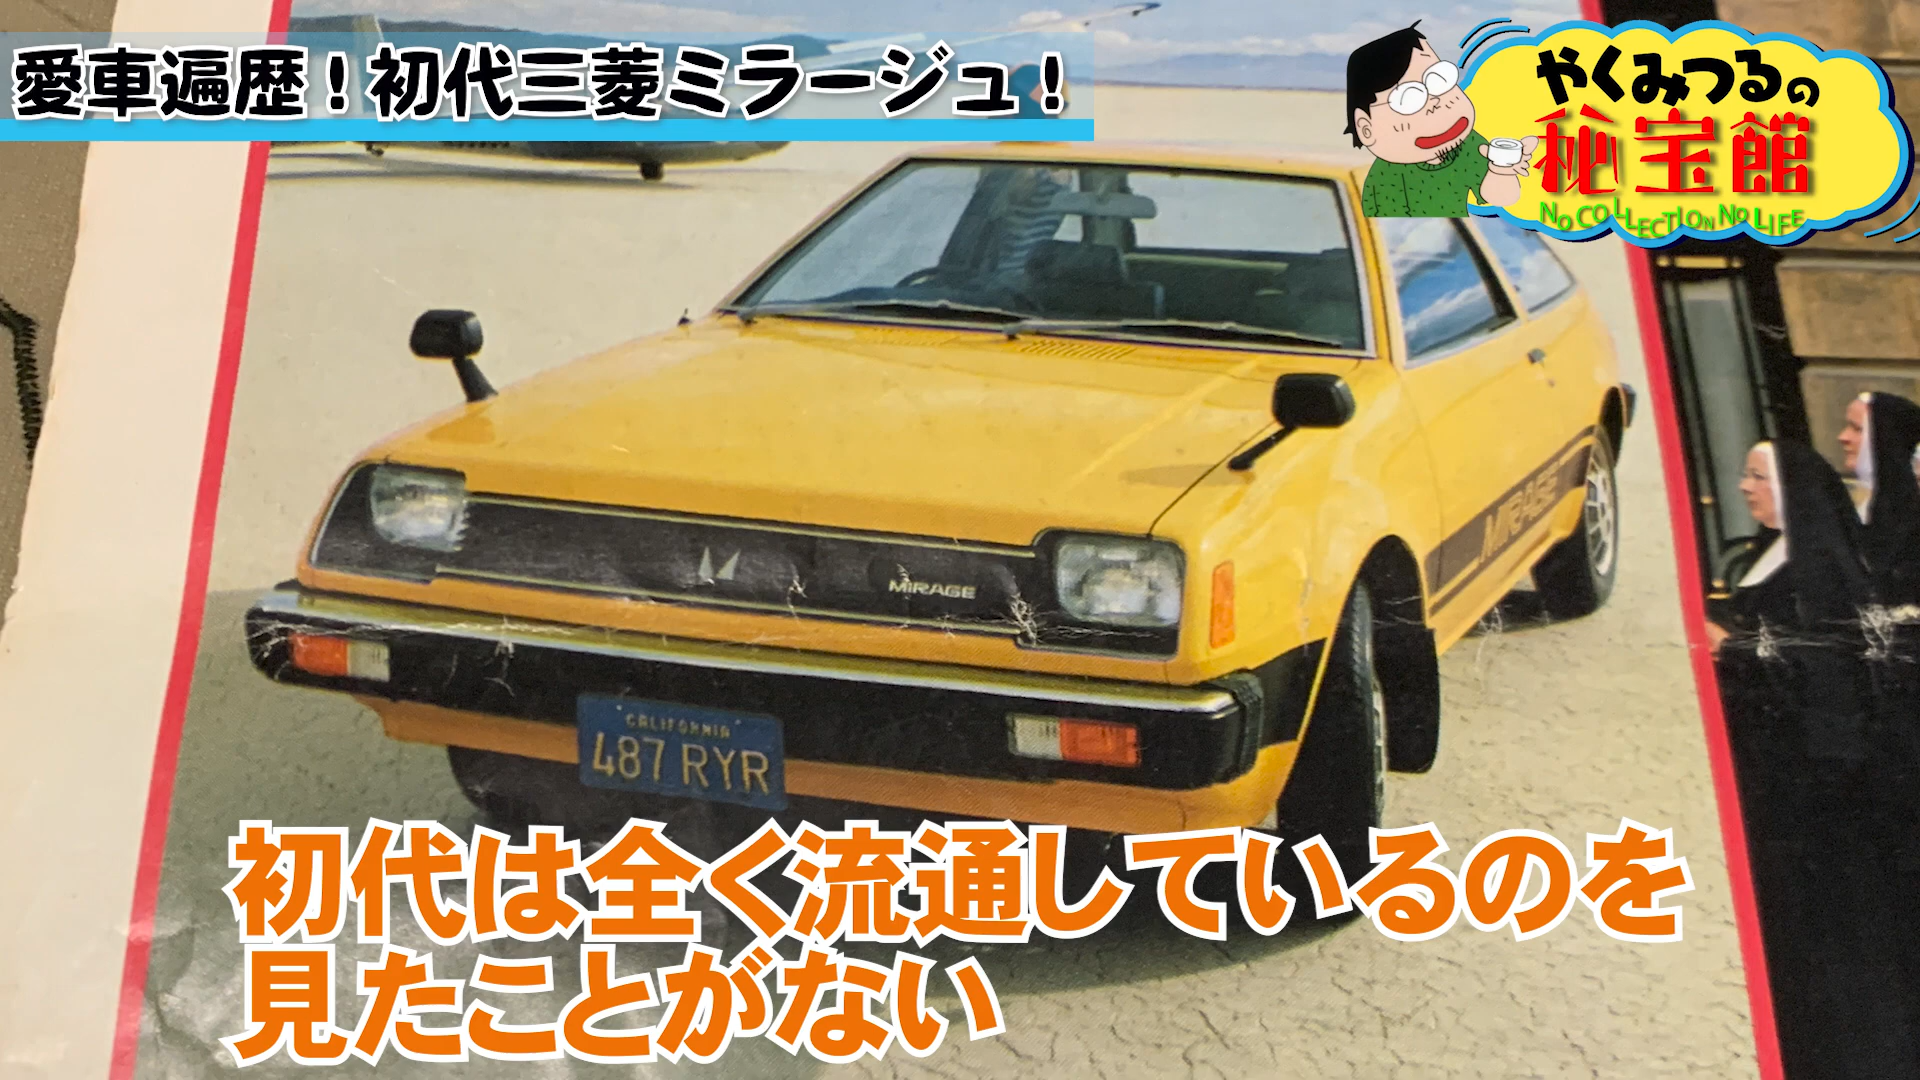 愛車遍歴！初代三菱ミラージュ！
やくみつるの
秘宝館
NO COLLECTION NO LIFE
MIRAGE
MIRAGE
CALIFORNIA
487 RYR
初代は全く流通しているのを
見たことがない